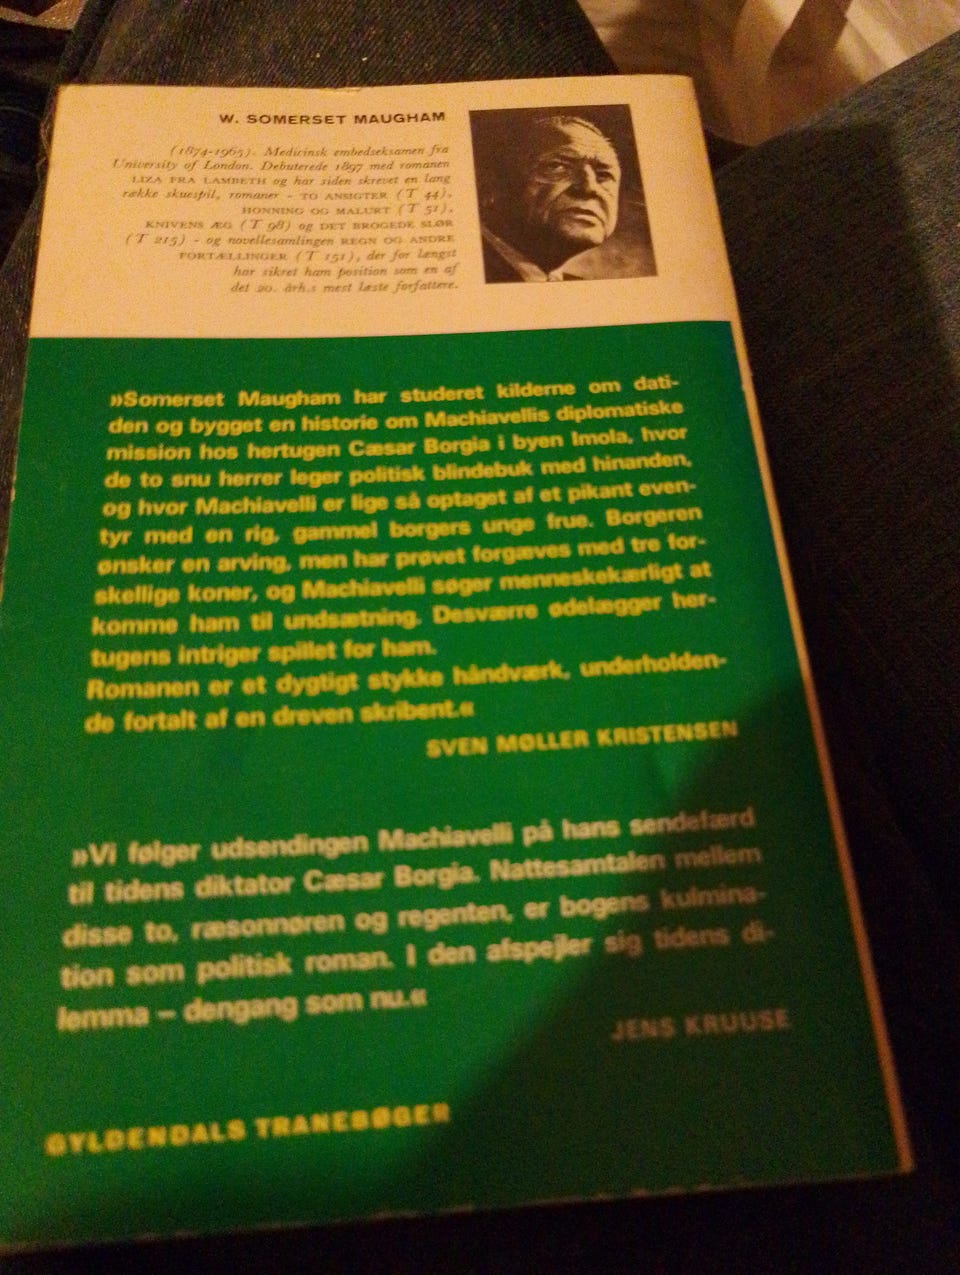 W. SOMERSET MAUGHAM
(1874-1965). Medicinsk embedseksamen fra
University of London. Debuterede 1897 med romanen
LIZA FRA LAMBETH og har siden skrevet en lang
række skuespil, romaner - TO ANSIGTER (T 44),
HONNING OG MALURT (T 51),
KNIVENS ÆG (T 98) og DET BROGEDE SLØR
(T 215) - og novellesamlingen REGN OG ANDRE
FORTÆLLINGER (T 151), der for længst
har sikret ham position som en af
det 20. årh.s mest læste forfattere.
»Somerset Maugham har studeret kilderne om dati-
den og bygget en historie om Machiavellis diplomatiske
mission hos hertugen Cæsar Borgia i byen Imola, hvor
de to snu herrer leger politisk blindebuk med hinanden,
og hvor Machiavelli er lige så optaget af et pikant even-
tyr med en rig, gammel borgers unge frue. Borgeren
ønsker en arving, men har prøvet forgæves med tre for-
skellige koner, og Machiavelli søger menneskekærligt at
komme ham til undsætning. Desværre ødelægger her-
tugens intriger spillet for ham.
Romanen er et dygtigt stykke håndværk, underholden-
de fortalt af en dreven skribent.«
SVEN MØLLER KRISTENSEN
»Vi følger udsendingen Machiavelli på hans sendefærd
til tidens diktator Cæsar Borgia. Nattesamtalen mellem
disse to, ræsonnøren og regenten, er bogens kulmina-
tion som politisk roman. I den afspejler sig tidens di-
lemma – dengang som nu.«
JENS KRUUSE
GYLDENDALS TRANEBØGER